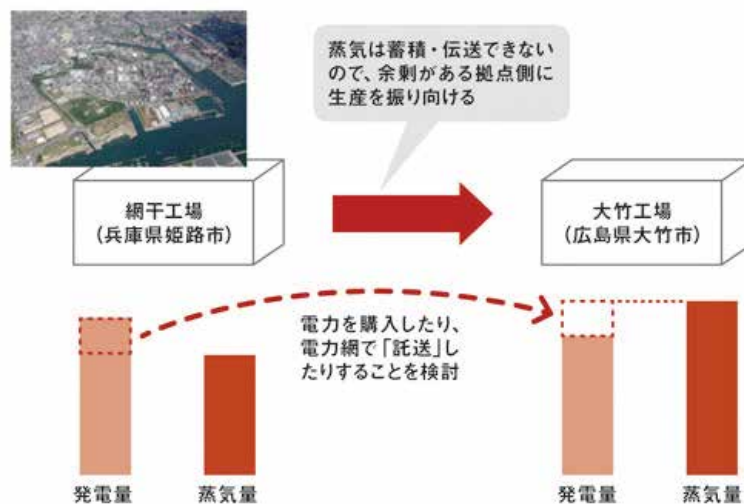 蒸気は蓄積・伝送できない
ので、余剰がある拠点側に
生産を振り向ける
網干工場
（兵庫県姫路市）
大竹工場
（広島県大竹市）
電力を購入したり、
電力網で「託送」し
たりすることを検討
発電量
蒸気量
発電量
蒸気量